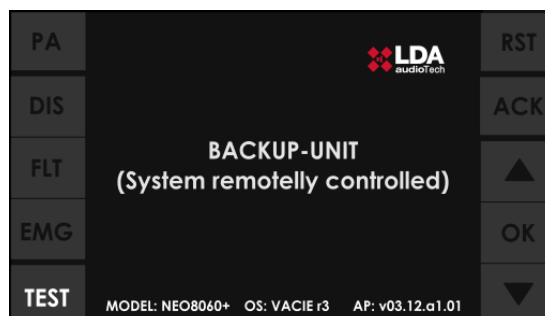 PA
DIS
FLT
EMG
TEST
LDA
audioTech
BACKUP-UNIT
(System remotelly controlled)
MODEL: NEO8060+ OS: VACIE r3 AP: v03.12.a1.01
RST
ACK
OK